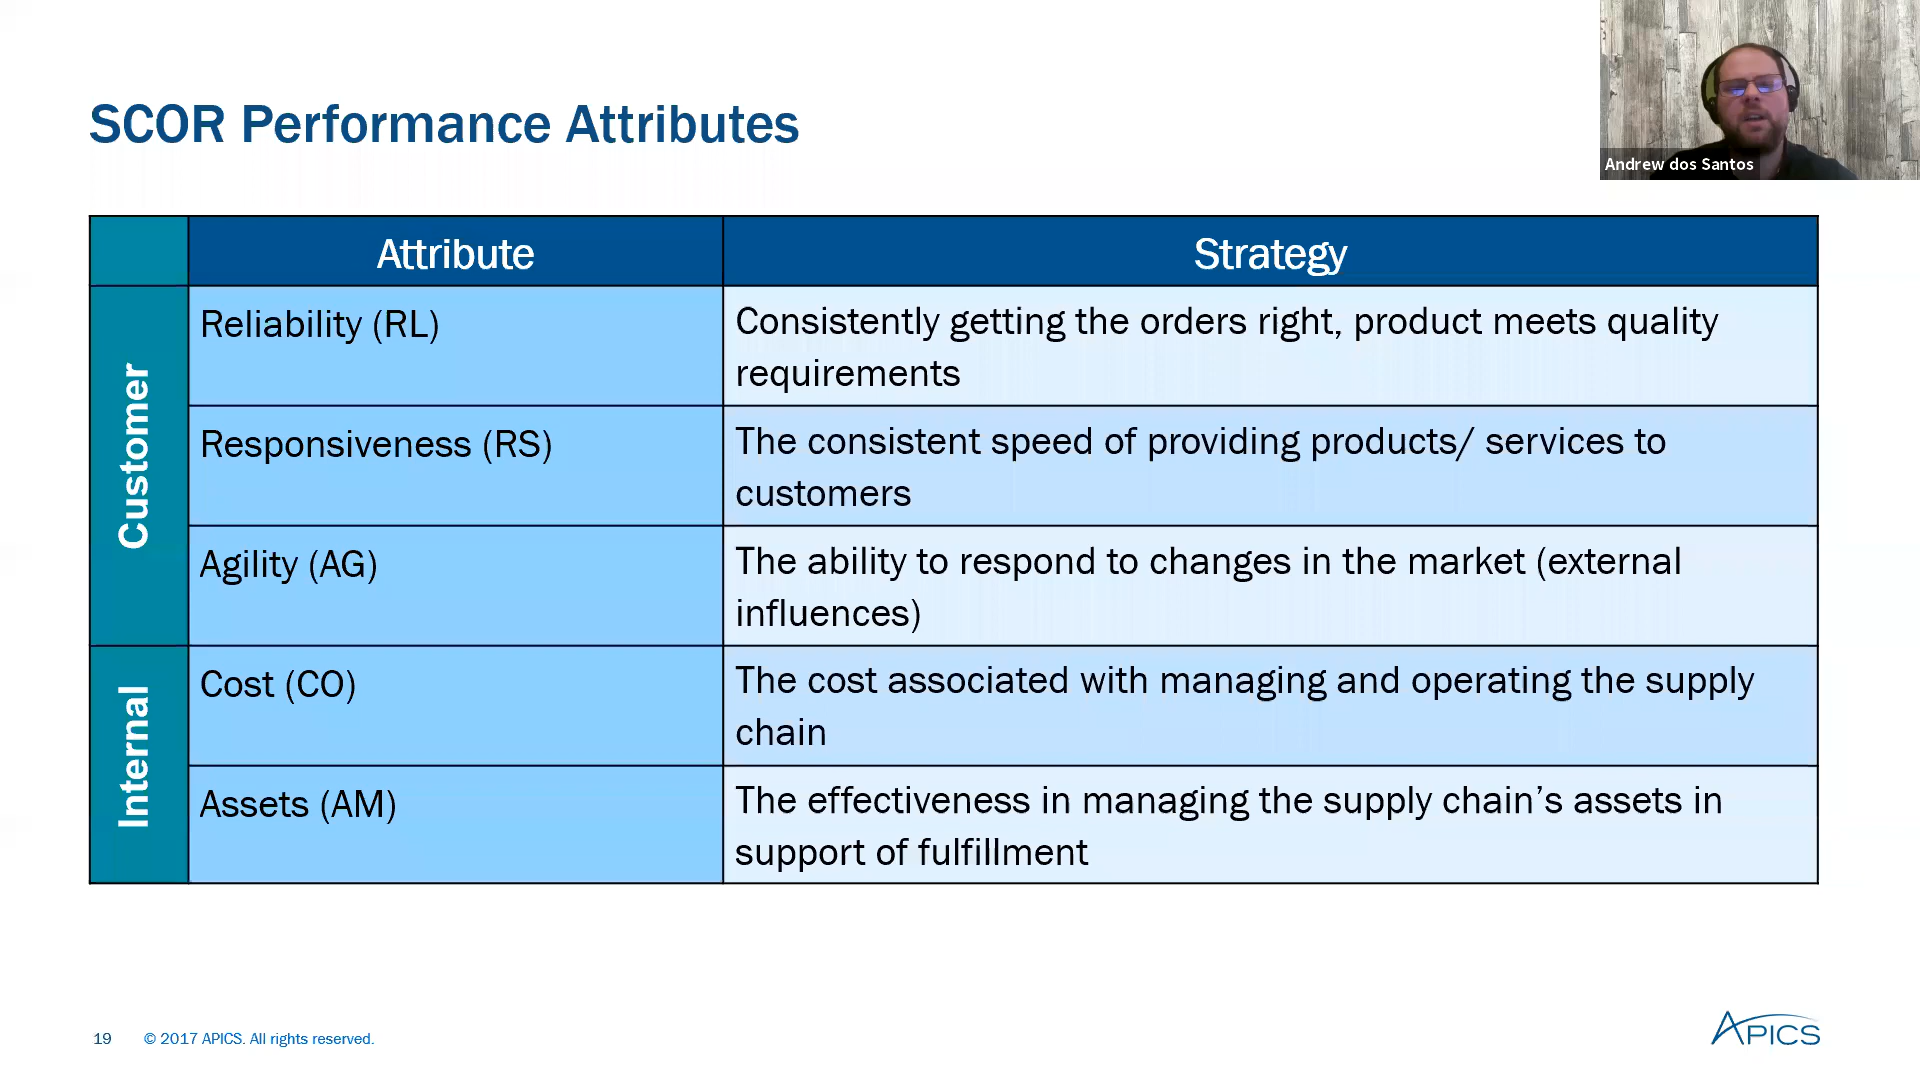 SCOR Performance Attributes
Andrew dos Santos
Attribute
Strategy
Customer
Reliability (RL)
Consistently getting the orders right, product meets quality
requirements
Responsiveness (RS)
The consistent speed of providing products/ services to
customers
Agility (AG)
The ability to respond to changes in the market (external
influences)
Internal
Cost (CO)
The cost associated with managing and operating the supply
chain
Assets (AM)
The effectiveness in managing the supply chain’s assets in
support of fulfillment
19
© 2017 APICS. All rights reserved.
APICS